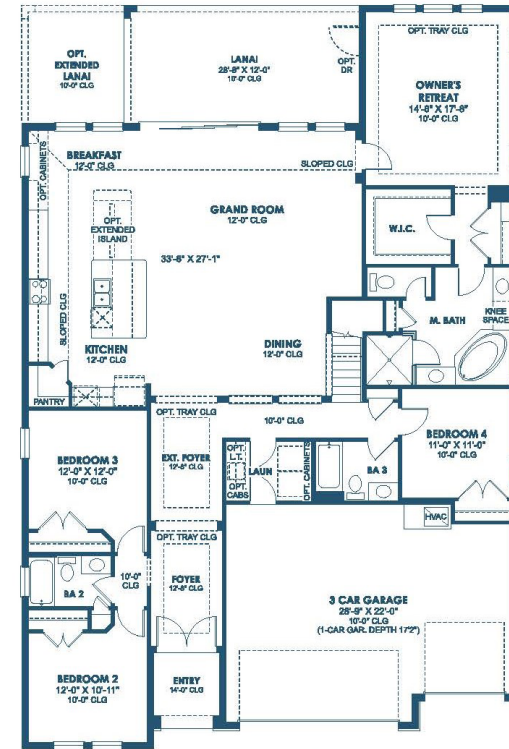 OPT. TRAY CLG
OPT.
EXTENDED
LANAI
10'-0" CLG
LANAI
28'-8" X 12'-0"
10'-0" CLG
OPT.
DR
OWNER'S
RETREAT
14'-8" X 17'-6"
10'-0" CLG
BREAKFAST
12'-0" CLG
OPT. CABINETS
SLOPED CLG
GRAND ROOM
12'-0" CLG
W.I.C.
OPT.
EXTENDED
ISLAND
33'-6" X 27'-1"
SLOPED CLG
M. BATH
KNEE
SPACE
KITCHEN
12'-0" CLG
DINING
12'-0" CLG
PANTRY
OPT. TRAY CLG
10'-0" CLG
BEDROOM 3
12'-0" X 12'-0"
10'-0" CLG
EXT. FOYER
12'-8" CLG
OPT.
L.T.
OPT.
CABS
LAUN
OPT. CABINETS
BA 3
BEDROOM 4
11'-0" X 11'-0"
10'-0" CLG
HVAC
OPT. TRAY CLG
FOYER
12'-8" CLG
10'-0"
CLG
BA 2
3 CAR GARAGE
28'-9" X 22'-0"
10'-0" CLG
(1-CAR GAR. DEPTH 17'2")
BEDROOM 2
12'-0" X 10'-11"
10'-0" CLG
ENTRY
14'-0" CLG